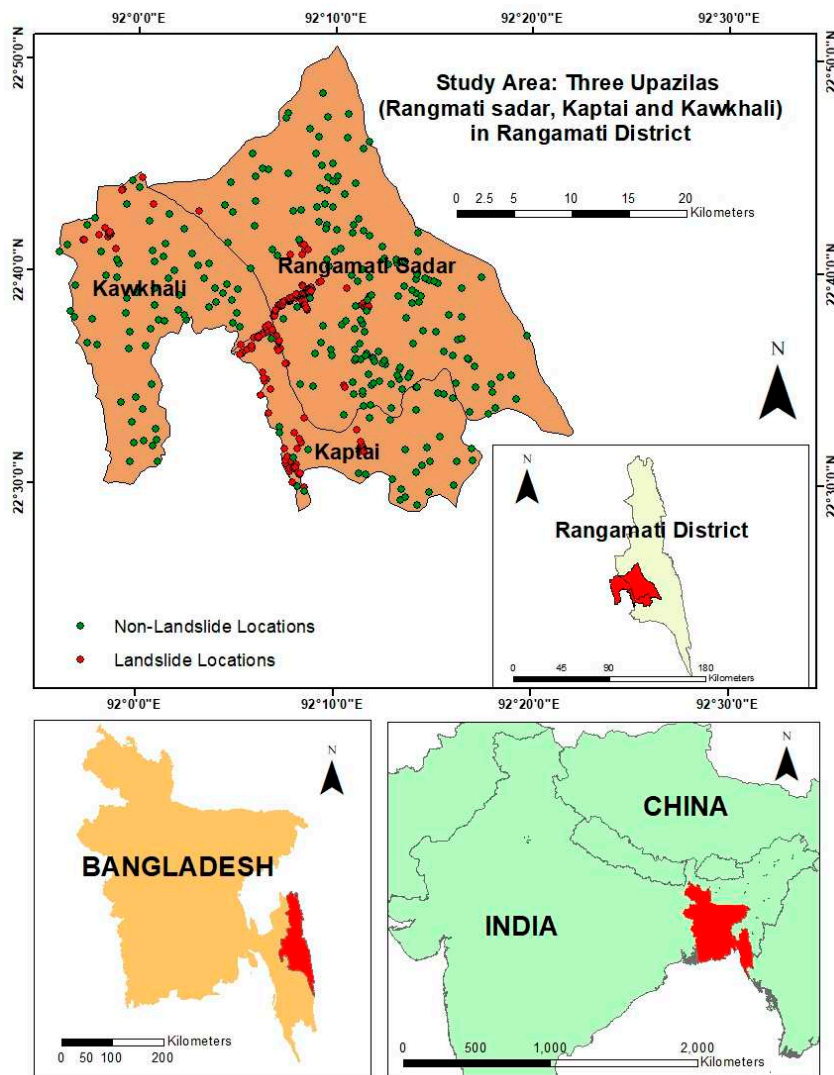 92°0'0"E 92°10'0"E 92°20'0"E 92°30'0"E
22°50'0"N
22°50'0"N
Study Area: Three Upazilas
(Rangmati sadar, Kaptai and Kawkhali)
in Rangamati District
0 2.5 5 10 15 20
Kilometers
22°40'0"N
22°40'0"N
Rangamati Sadar
Kawkhali
N
Kaptai
22°30'0"N
22°30'0"N
N
Rangamati District
Non-Landslide Locations
Landslide Locations
0 45 90 180
Kilometers
92°0'0"E 92°10'0"E 92°20'0"E 92°30'0"E
N
BANGLADESH
Kilometers
0 50 100 200
N
CHINA
INDIA
0 500 1,000 2,000
Kilometers